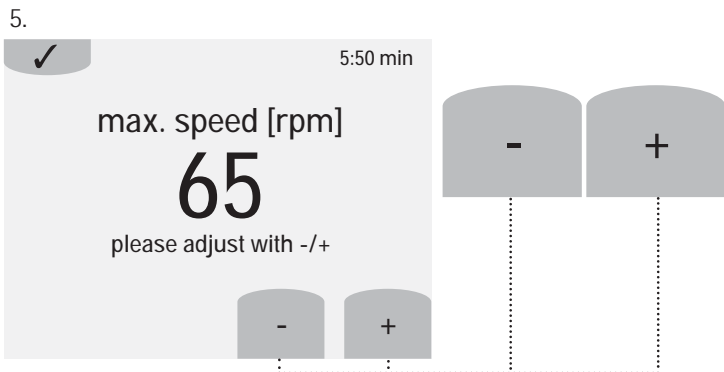 5.
✓ 5:50 min
max. speed [rpm]
65
please adjust with -/+
- +
- +